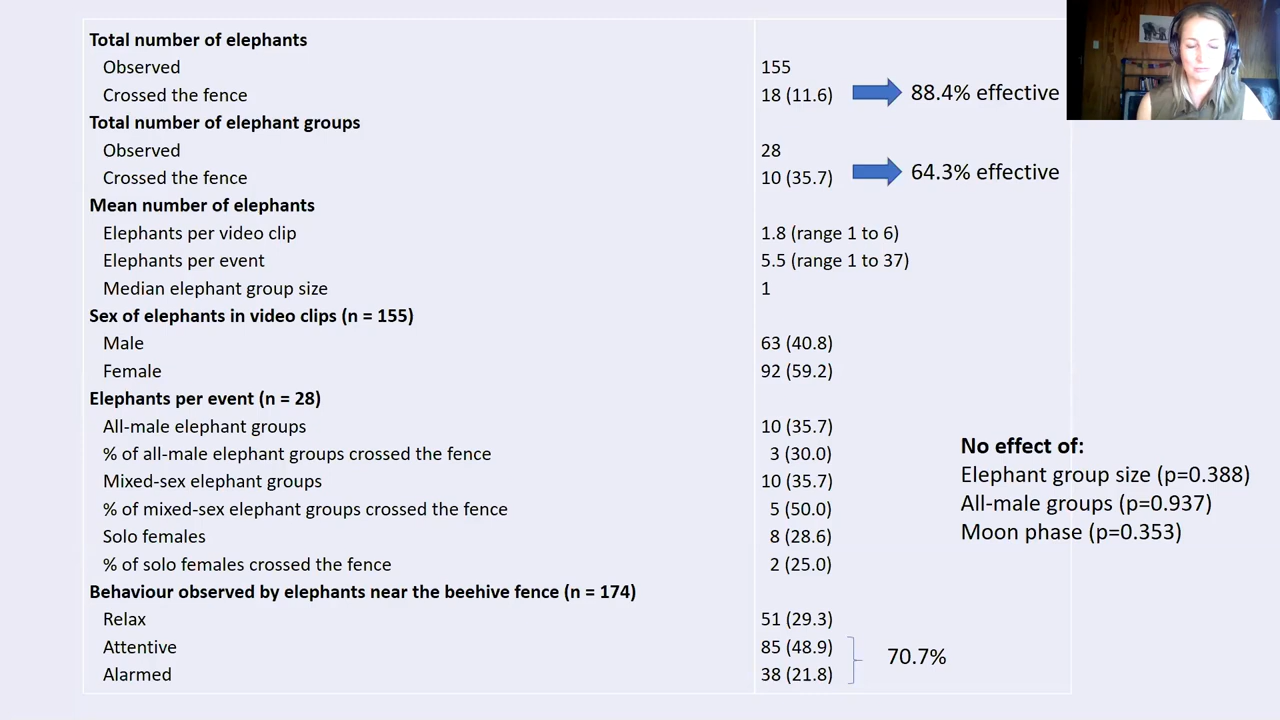 Total number of elephants
Observed 155
Crossed the fence 18 (11.6) 88.4% effective
Total number of elephant groups
Observed 28
Crossed the fence 10 (35.7) 64.3% effective
Mean number of elephants
Elephants per video clip 1.8 (range 1 to 6)
Elephants per event 5.5 (range 1 to 37)
Median elephant group size 1
Sex of elephants in video clips (n = 155)
Male 63 (40.8)
Female 92 (59.2)
Elephants per event (n = 28)
All-male elephant groups 10 (35.7)
% of all-male elephant groups crossed the fence 3 (30.0)
Mixed-sex elephant groups 10 (35.7)
% of mixed-sex elephant groups crossed the fence 5 (50.0)
Solo females 8 (28.6)
% of solo females crossed the fence 2 (25.0)
Behaviour observed by elephants near the beehive fence (n = 174)
Relax 51 (29.3)
Attentive 85 (48.9)
Alarmed 38 (21.8)
70.7%
No effect of:
Elephant group size (p=0.388)
All-male groups (p=0.937)
Moon phase (p=0.353)